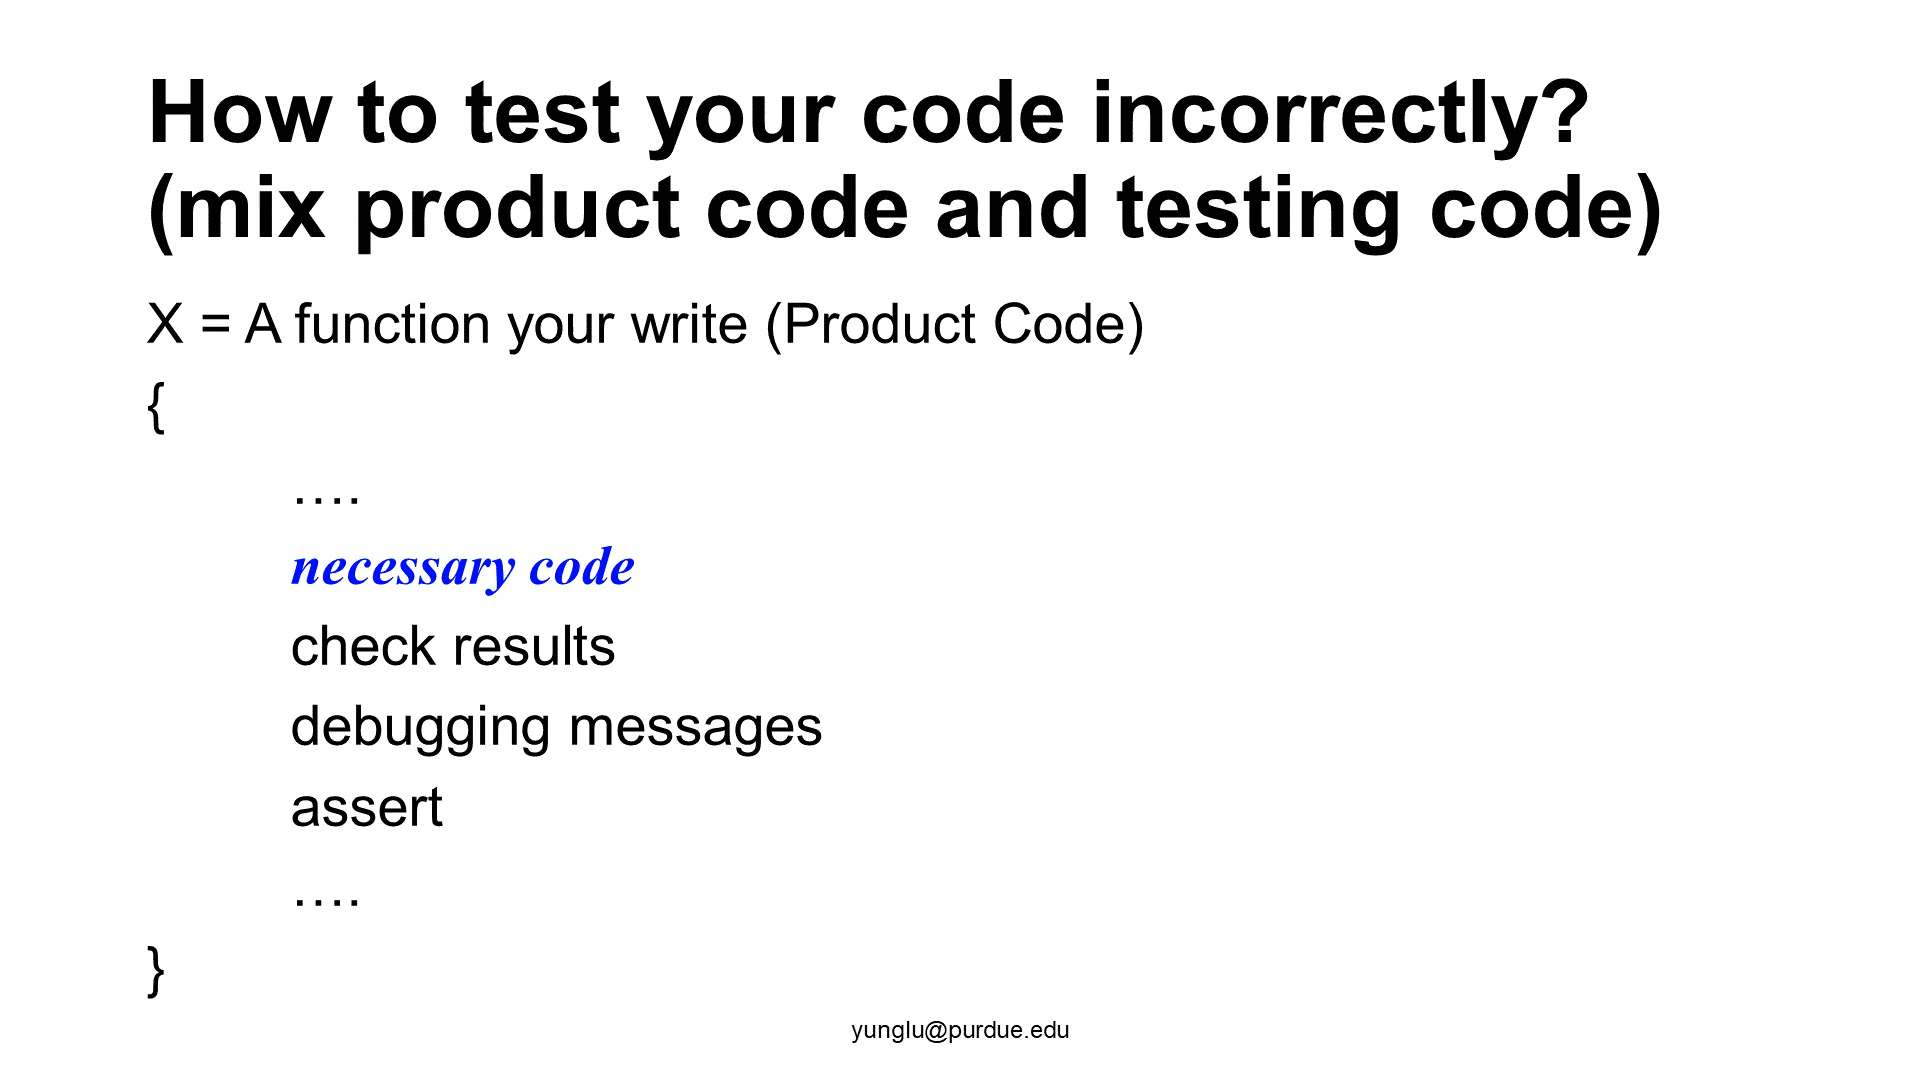 How to test your code incorrectly?
(mix product code and testing code)
X = A function your write (Product Code)
{
….
necessary code
check results
debugging messages
assert
….
}
yunglu@purdue.edu